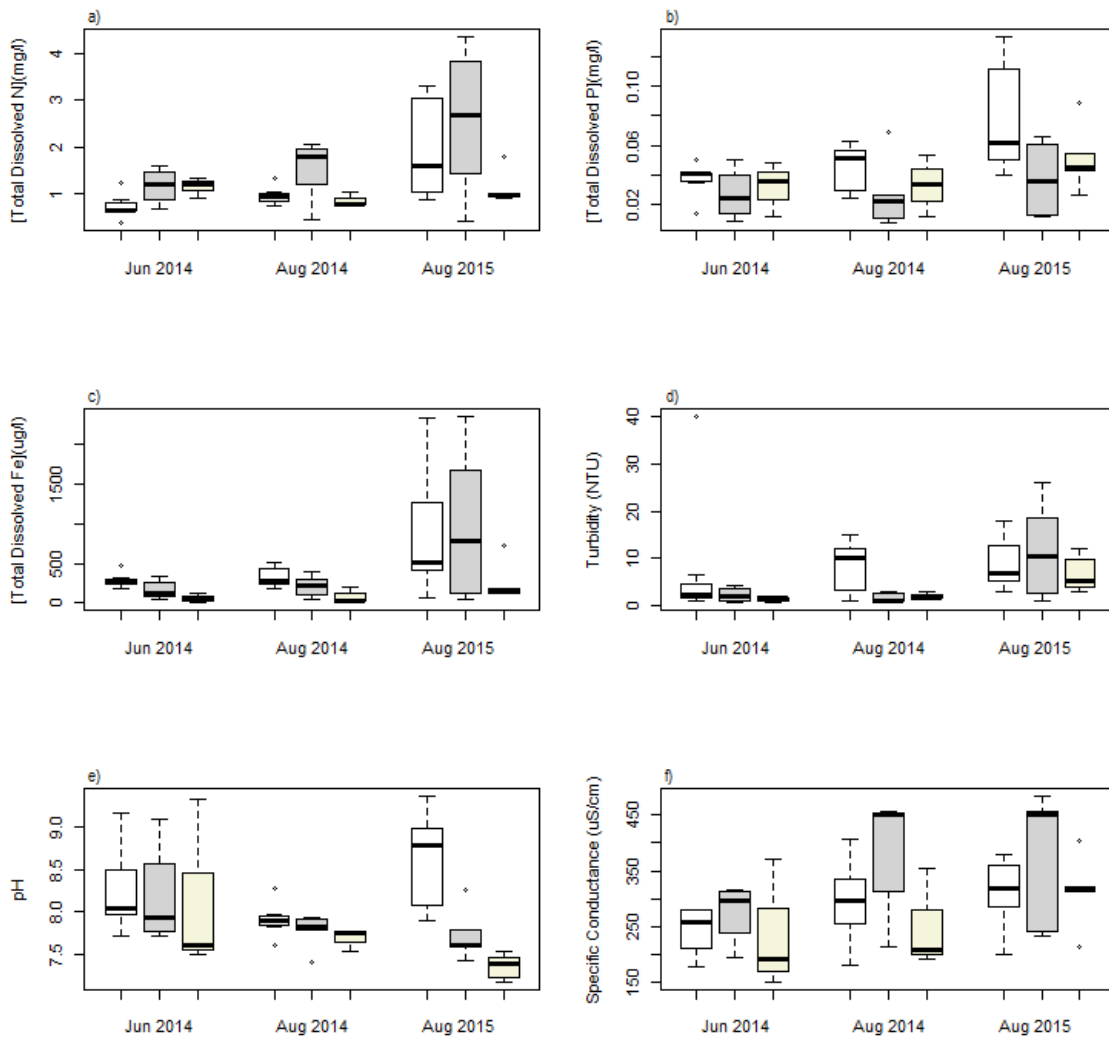 a)
[Total Dissolved N](mg/l)
4
3
2
1
Jun 2014 Aug 2014 Aug 2015
b)
[Total Dissolved P](mg/l)
0.10
0.06
0.02
Jun 2014 Aug 2014 Aug 2015
c)
[Total Dissolved Fe](ug/l)
1500
500
0
Jun 2014 Aug 2014 Aug 2015
d)
Turbidity (NTU)
40
30
20
10
0
Jun 2014 Aug 2014 Aug 2015
e)
pH
9.0
8.5
8.0
7.5
Jun 2014 Aug 2014 Aug 2015
f)
Specific Conductance (uS/cm)
450
350
250
150
Jun 2014 Aug 2014 Aug 2015